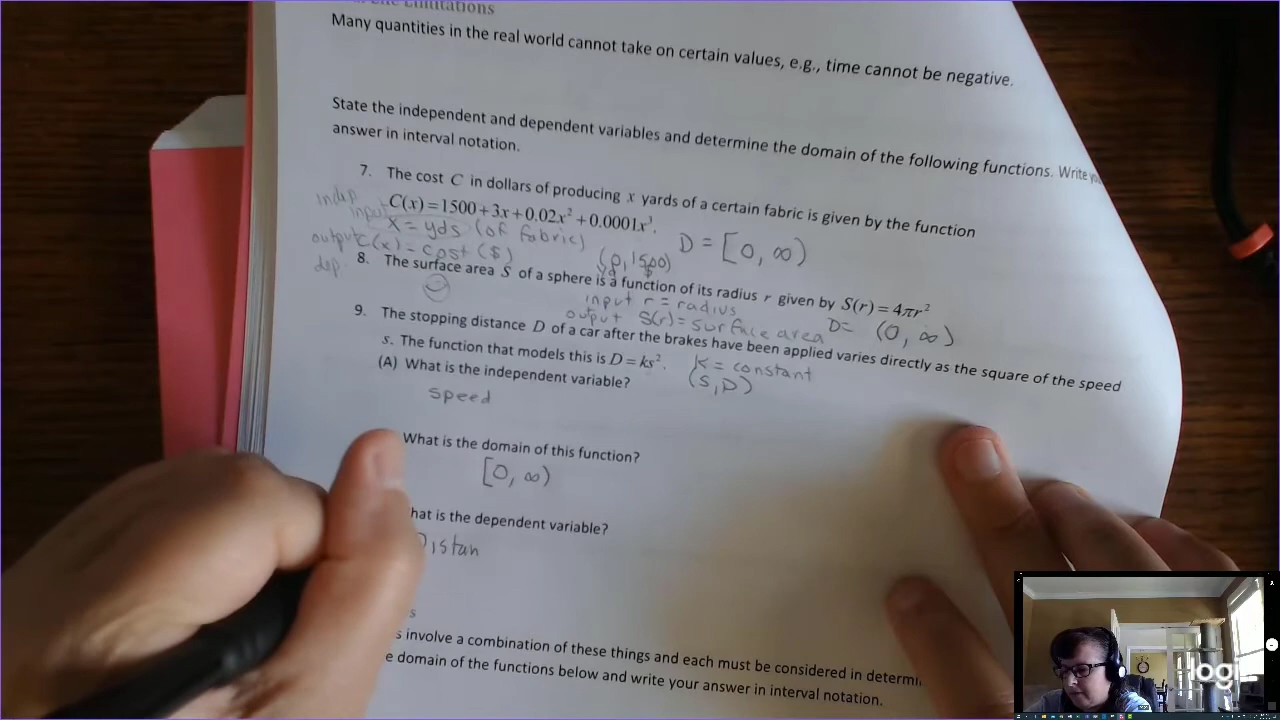 Limitations
Many quantities in the real world cannot take on certain values, e.g., time cannot be negative.
State the independent and dependent variables and determine the domain of the following functions. Write
answer in interval notation.
7. The cost C in dollars of producing x yards of a certain fabric is given by the function
indep
input C(x) = 1500 + 3x + 0.02x² + 0.0001x³.
x = yds (of fabric) D = [0, ∞)
output C(x) = cost ($) (0, 1500)
dep yd $
8. The surface area S of a sphere is a function of its radius r given by S(r) = 4πr²
input r = radius
output S(r) = surface area D = (0, ∞)
9. The stopping distance D of a car after the brakes have been applied varies directly as the square of the speed
s. The function that models this is D = ks². K = constant
(A) What is the independent variable? (S, D)
speed
What is the domain of this function?
[0, ∞)
hat is the dependent variable?
Distan
s
s involve a combination of these things and each must be considered in determi
e domain of the functions below and write your answer in interval notation.
logi